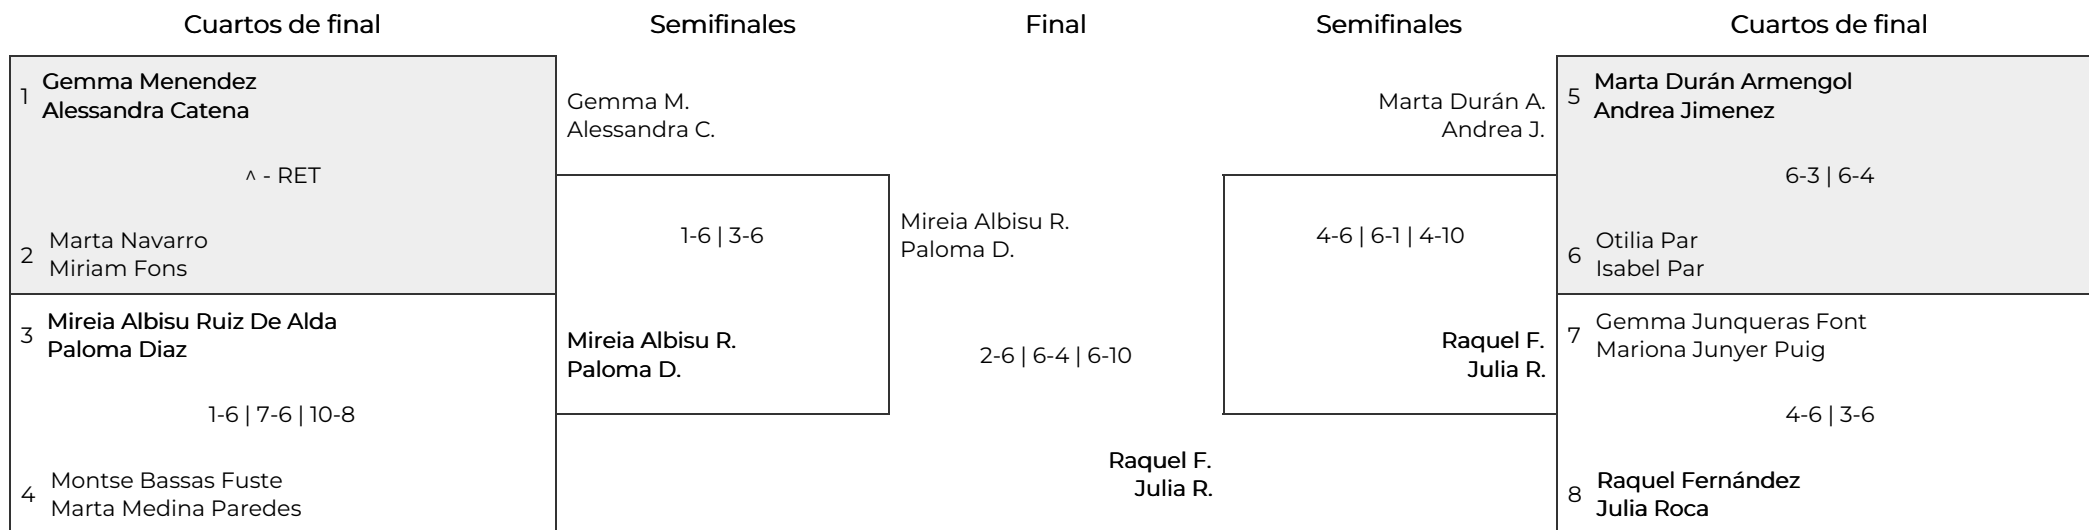 Cuartos de final
Semifinales
Final
Semifinales
Cuartos de final
1
Gemma Menendez
Alessandra Catena
^ - RET
2
Marta Navarro
Miriam Fons
3
Mireia Albisu Ruiz De Alda
Paloma Diaz
1-6 | 7-6 | 10-8
4
Montse Bassas Fuste
Marta Medina Paredes
Gemma M.
Alessandra C.
1-6 | 3-6
Mireia Albisu R.
Paloma D.
Mireia Albisu R.
Paloma D.
2-6 | 6-4 | 6-10
Raquel F.
Julia R.
Marta Durán A.
Andrea J.
4-6 | 6-1 | 4-10
Raquel F.
Julia R.
5
Marta Durán Armengol
Andrea Jimenez
6-3 | 6-4
6
Otilia Par
Isabel Par
7
Gemma Junqueras Font
Mariona Junyer Puig
4-6 | 3-6
8
Raquel Fernández
Julia Roca